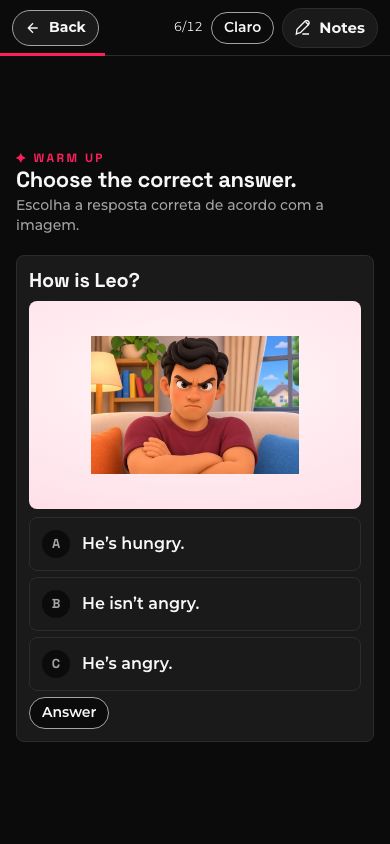 Back
6/12
Claro
Notes
WARM UP
Choose the correct answer.
Escolha a resposta correta de acordo com a
imagem.
How is Leo?
A
He's hungry.
B
He isn't angry.
C
He's angry.
Answer